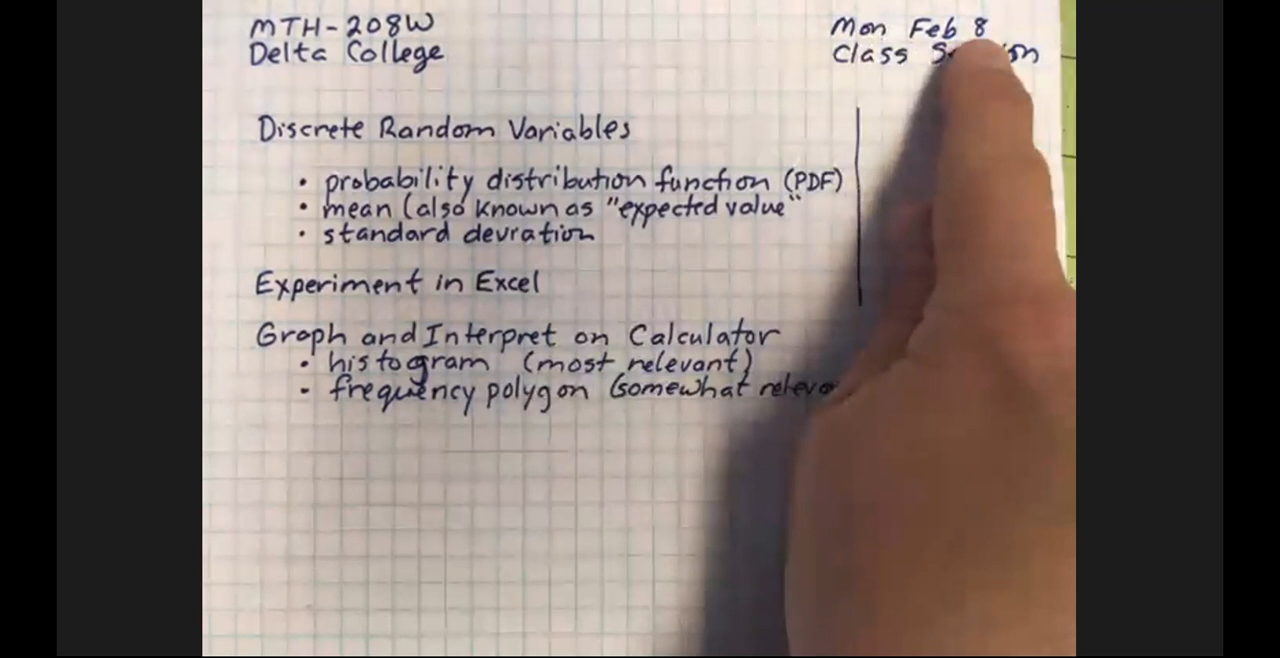 MTH-208W
Delta College
Mon Feb 8
Class
Discrete Random Variables
• probability distribution function (PDF)
• mean (also known as "expected value"
• standard devration
Experiment in Excel
Graph and Interpret on Calculator
• histogram (most relevant)
• frequency polygon (somewhat